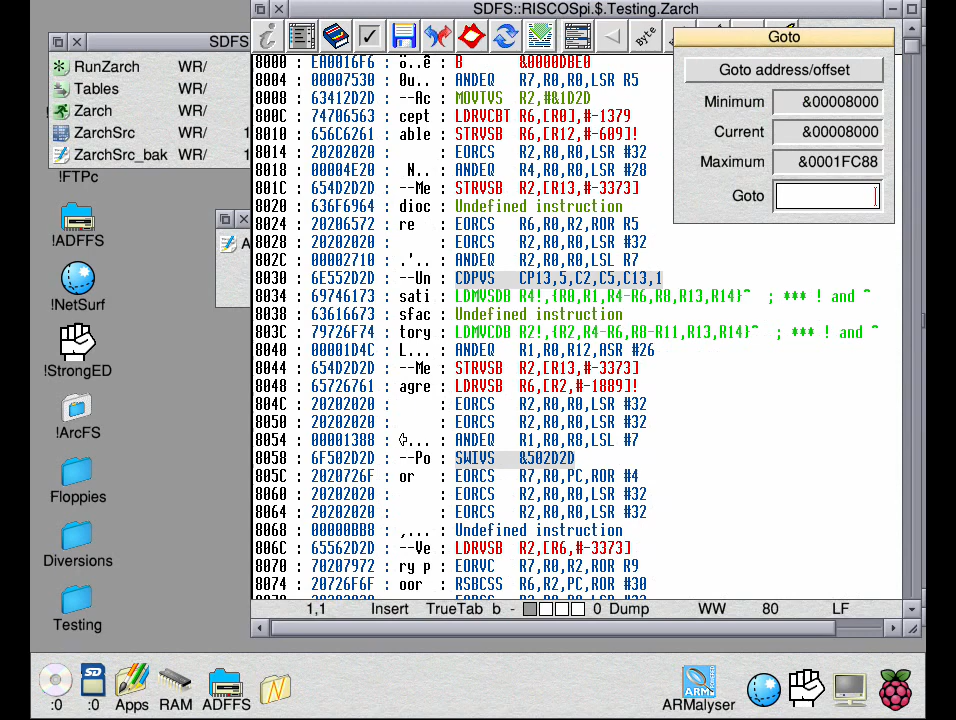 SDFS::RISCOSpi.$.Testing.Zarch
SDFS
RunZarch WR/
Tables WR/
Zarch WR/
ZarchSrc WR/ 1
ZarchSrc_bak WR/ 1
!FTPc
!ADFFS
!NetSurf
!StrongED
!ArcFS
Floppies
Diversions
Testing
A
Byte
8000 : EA0016F6 : ö..ê : B &0000DBE0
8004 : 00007530 : 0u.. : ANDEQ R7,R0,R0,LSR R5
8008 : 63412D2D : --Ac : MOVTVS R2,#&1D2D
800C : 74706563 : cept : LDRVCBT R6,[R0],#-1379
8010 : 656C6261 : able : STRVSB R6,[R12,#-609]!
8014 : 20202020 :      : EORCS R2,R0,R0,LSR #32
8018 : 00004E20 :  N.. : ANDEQ R4,R0,R0,LSR #28
801C : 654D2D2D : --Me : STRVSB R2,[R13,#-3373]
8020 : 636F6964 : dioc : Undefined instruction
8024 : 20206572 : re   : EORCS R6,R0,R2,ROR R5
8028 : 20202020 :      : EORCS R2,R0,R0,LSR #32
802C : 00002710 : .'.. : ANDEQ R2,R0,R0,LSL R7
8030 : 6E552D2D : --Un : CDPVS CP13,5,C2,C5,C13,1
8034 : 69746173 : sati : LDMVSDB R4!,{R0,R1,R4-R6,R8,R13,R14}^ ; *** ! and ^
8038 : 63616673 : sfac : Undefined instruction
803C : 79726F74 : tory : LDMVCDB R2!,{R2,R4-R6,R8-R11,R13,R14}^ ; *** ! and ^
8040 : 00001D4C : L... : ANDEQ R1,R0,R12,ASR #26
8044 : 654D2D2D : --Me : STRVSB R2,[R13,#-3373]
8048 : 65726761 : agre : LDRVSB R6,[R2,#-1889]!
804C : 20202020 :      : EORCS R2,R0,R0,LSR #32
8050 : 20202020 :      : EORCS R2,R0,R0,LSR #32
8054 : 00001388 : ... : ANDEQ R1,R0,R8,LSL #7
8058 : 6F502D2D : --Po : SWIVS &502D2D
805C : 2020726F : or   : EORCS R7,R0,PC,ROR #4
8060 : 20202020 :      : EORCS R2,R0,R0,LSR #32
8064 : 20202020 :      : EORCS R2,R0,R0,LSR #32
8068 : 00000BB8 : ,... : Undefined instruction
806C : 65562D2D : --Ve : LDRVSB R2,[R6,#-3373]
8070 : 70207972 : ry p : EORVC R7,R0,R2,ROR R9
8074 : 20726F6F : oor  : RSBCSS R6,R2,PC,ROR #30
Goto
Goto address/offset
Minimum &00008000
Current &00008000
Maximum &0001FC88
Goto
1,1 Insert TrueTab b - 0 Dump WW 80 LF
:0
SD
:0
Apps
RAM
ADFFS
ARM
ARMalyser